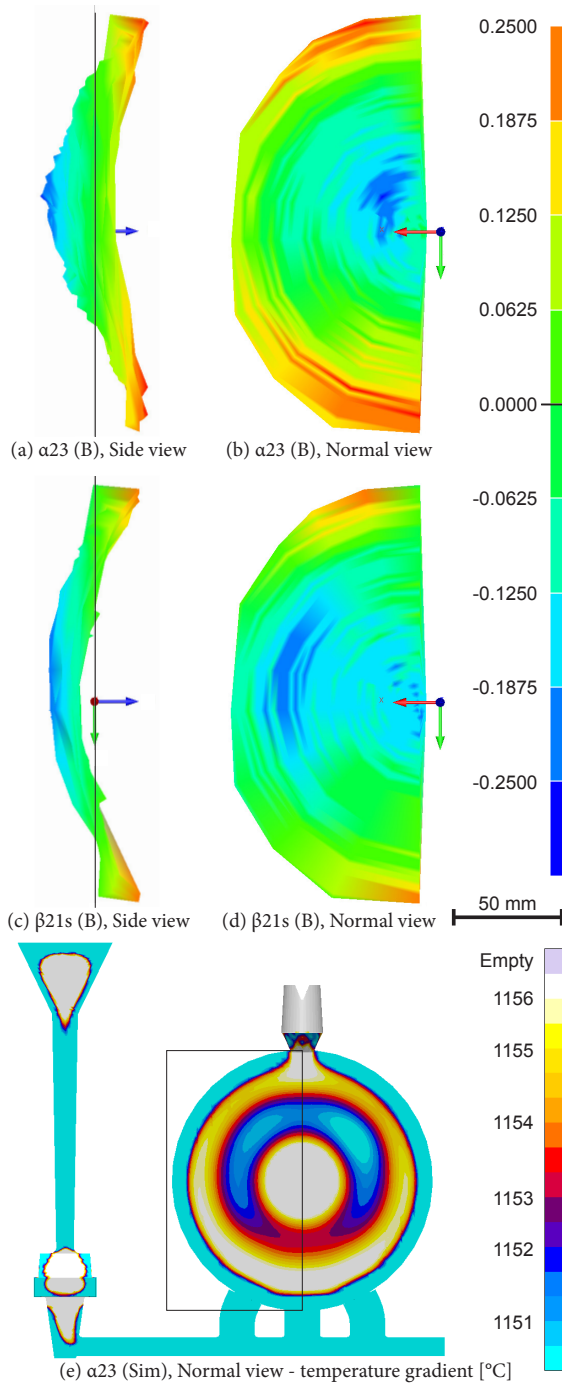 0.2500
0.1875
0.1250
0.0625
0.0000
(a) α23 (B), Side view
(b) α23 (B), Normal view
-0.0625
-0.1250
-0.1875
-0.2500
x
x
(c) β21s (B), Side view
(d) β21s (B), Normal view
50 mm
Empty
1156
1155
1154
1153
1152
1151
(e) α23 (Sim), Normal view - temperature gradient [°C]